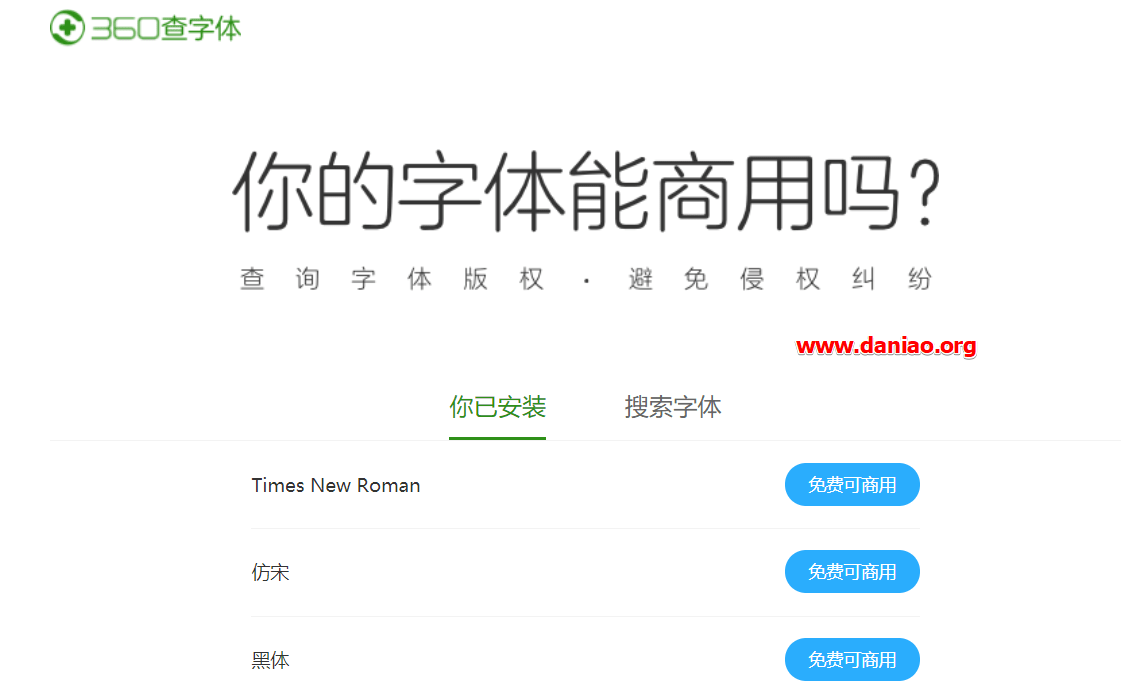 360查字体
你的字体能商用吗?
查询字体版权·避免侵权纠纷
www.daniao.org
你已安装 搜索字体
Times New Roman 免费可商用
仿宋 免费可商用
黑体 免费可商用